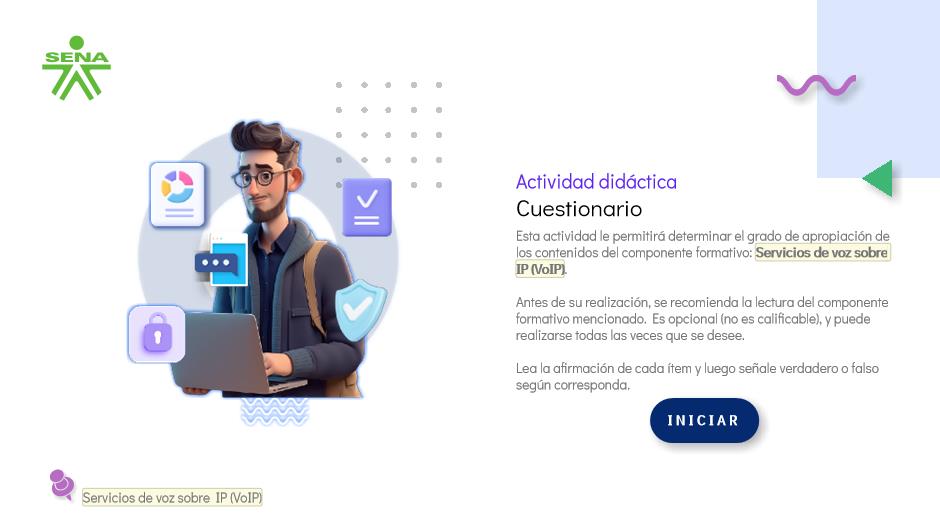 SENA
Actividad didáctica
Cuestionario
Esta actividad le permitirá determinar el grado de apropiación de
los contenidos del componente formativo: Servicios de voz sobre
IP (VoIP).
Antes de su realización, se recomienda la lectura del componente
formativo mencionado. Es opcional (no es calificable), y puede
realizarse todas las veces que se desee.
Lea la afirmación de cada ítem y luego señale verdadero o falso
según corresponda.
INICIAR
Servicios de voz sobre IP (VoIP)